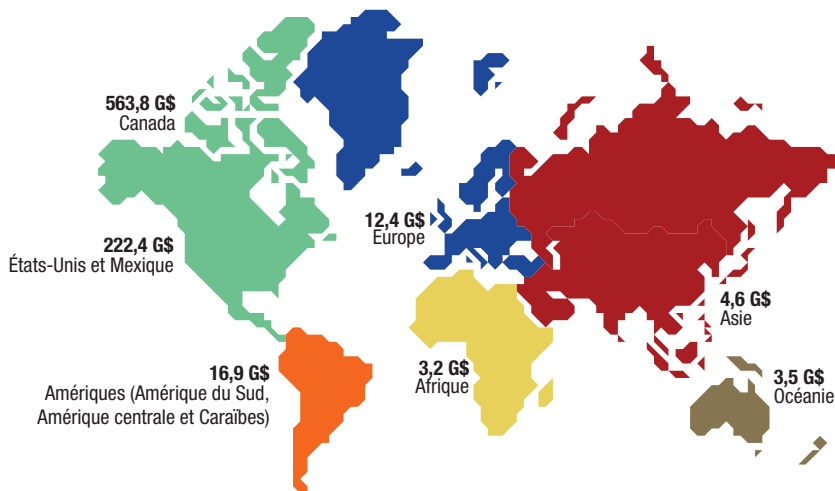 563,8 G$
Canada
222,4 G$
États-Unis et Mexique
12,4 G$
Europe
4,6 G$
Asie
16,9 G$
Amériques (Amérique du Sud,
Amérique centrale et Caraïbes)
3,2 G$
Afrique
3,5 G$
Océanie